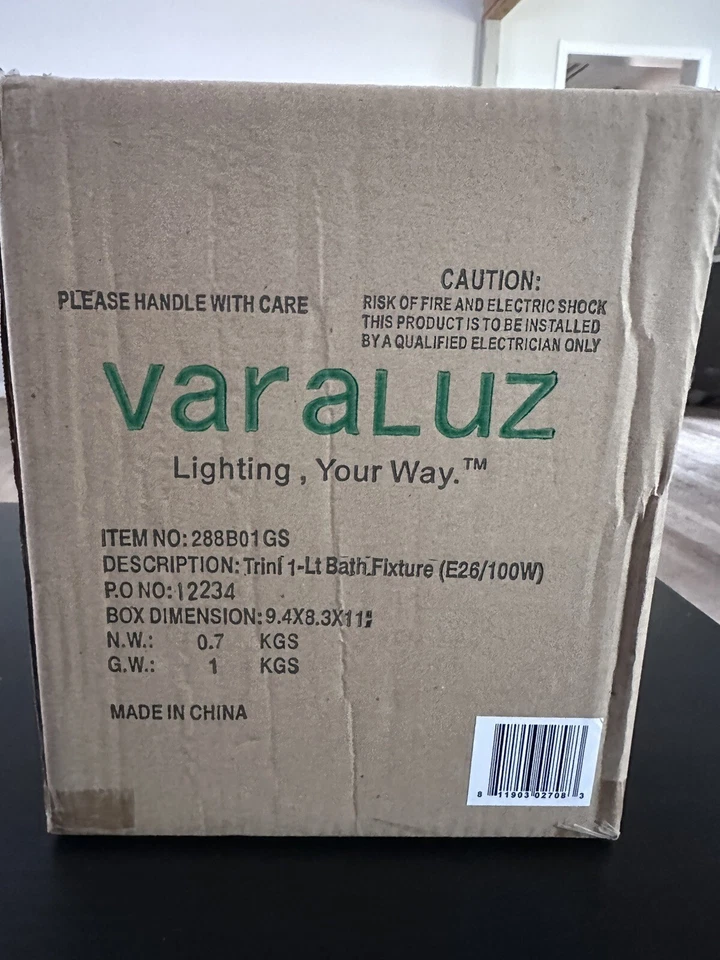 PLEASE HANDLE WITH CARE
CAUTION:
RISK OF FIRE AND ELECTRIC SHOCK
THIS PRODUCT IS TO BE INSTALLED
BY A QUALIFIED ELECTRICIAN ONLY
varaLuz
Lighting , Your Way.™
ITEM NO: 288B01GS
DESCRIPTION: Trini 1-Lt Bath Fixture (E26/100W)
P.O NO: 12234
BOX DIMENSION: 9.4X8.3X11"
N.W.: 0.7 KGS
G.W.: 1 KGS
MADE IN CHINA
8 11903 02708 3